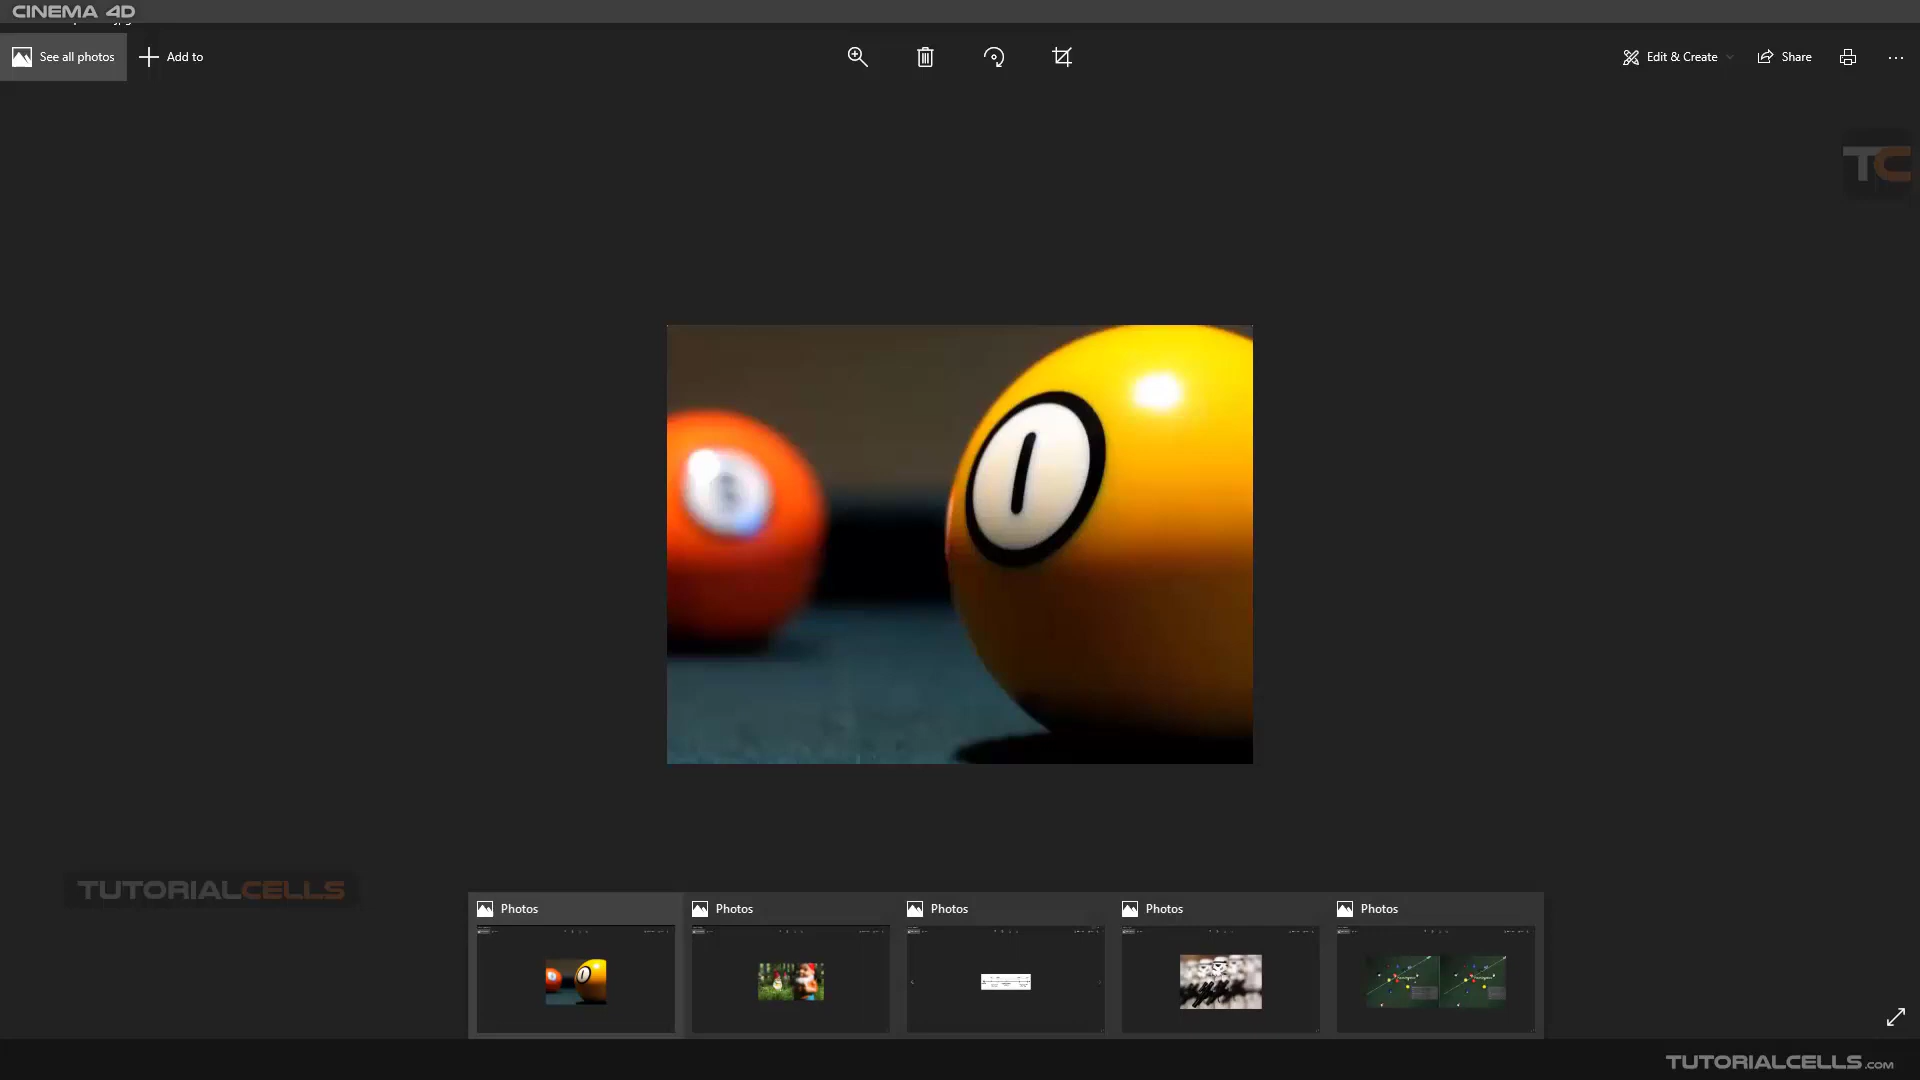 CINEMA 4D
See all photos
Add to
Edit & Create
Share
TC
1
TUTORIALCELLS
Photos
Photos
Photos
Photos
Photos
TUTORIALCELLS.COM